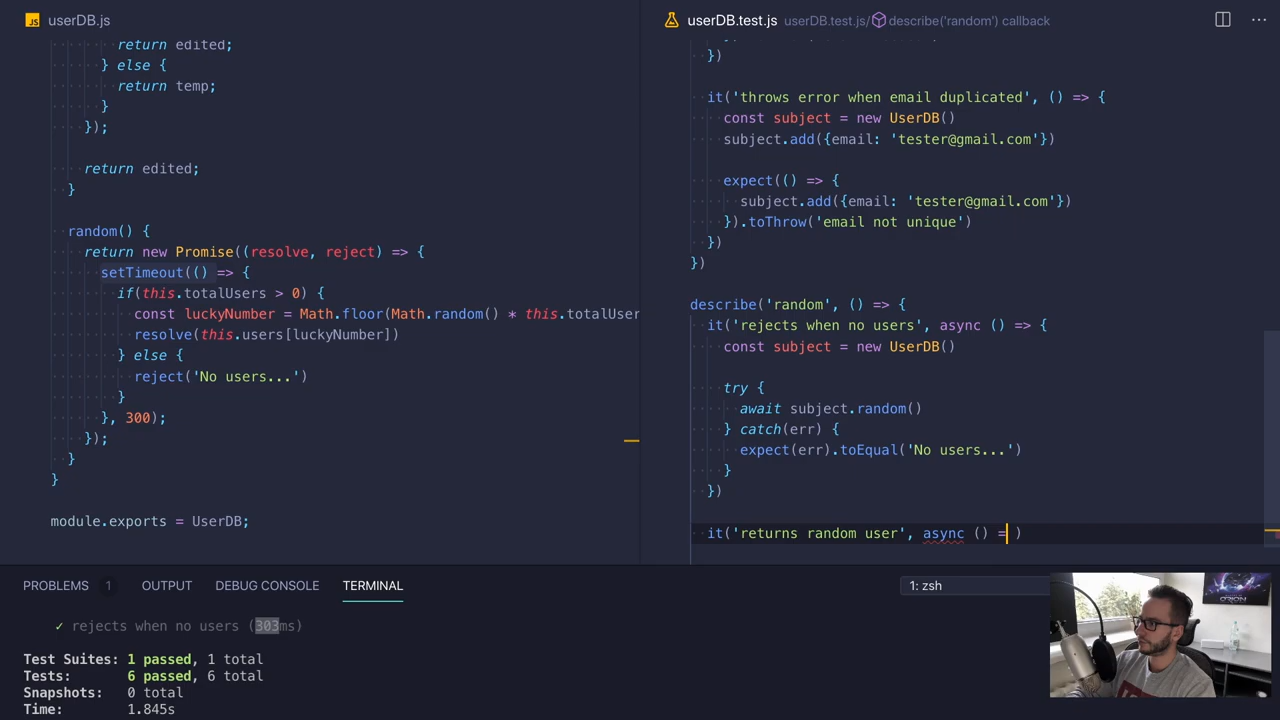 JS userDB.js
return edited;
} else {
return temp;
}
});
return edited;
}
random() {
return new Promise((resolve, reject) => {
setTimeout(() => {
if(this.totalUsers > 0) {
const luckyNumber = Math.floor(Math.random() * this.totalUser
resolve(this.users[luckyNumber])
} else {
reject('No users...')
}
}, 300);
});
}
}
module.exports = UserDB;
userDB.test.js userDB.test.js/ describe('random') callback
})
it('throws error when email duplicated', () => {
const subject = new UserDB()
subject.add({email: 'tester@gmail.com'})
expect(() => {
subject.add({email: 'tester@gmail.com'})
}).toThrow('email not unique')
})
})
describe('random', () => {
it('rejects when no users', async () => {
const subject = new UserDB()
try {
await subject.random()
} catch(err) {
expect(err).toEqual('No users...')
}
})
it('returns random user', async () = )
PROBLEMS 1 OUTPUT DEBUG CONSOLE TERMINAL 1: zsh
✓ rejects when no users (303ms)
Test Suites: 1 passed, 1 total
Tests: 6 passed, 6 total
Snapshots: 0 total
Time: 1.845s
ORION